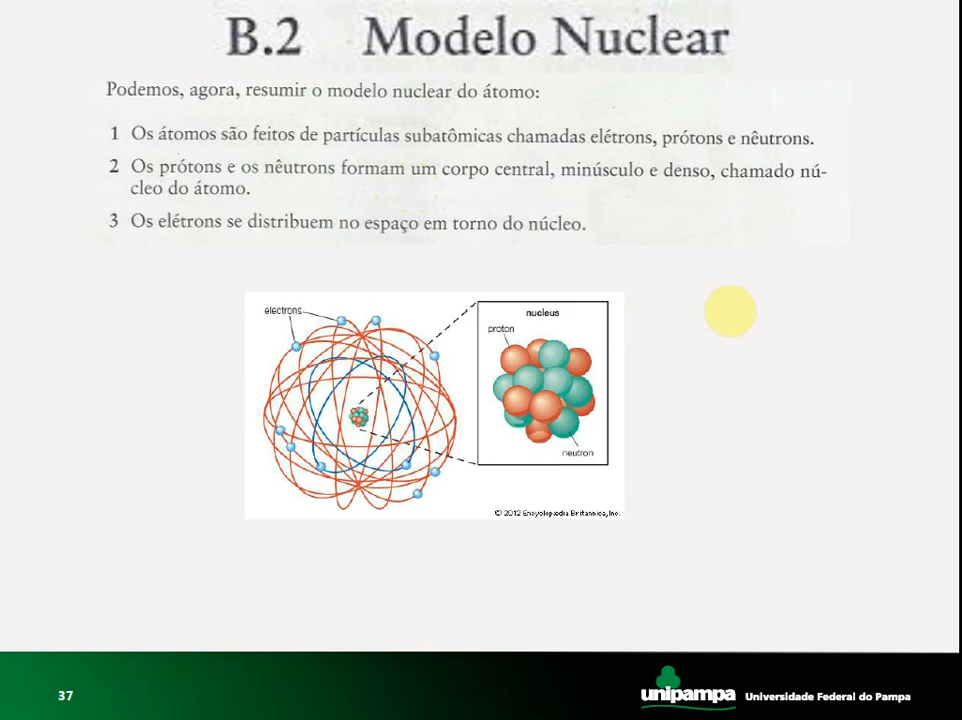 B.2 Modelo Nuclear
Podemos, agora, resumir o modelo nuclear do átomo:
1 Os átomos são feitos de partículas subatômicas chamadas elétrons, prótons e nêutrons.
2 Os prótons e os nêutrons formam um corpo central, minúsculo e denso, chamado nú-
cleo do átomo.
3 Os elétrons se distribuem no espaço em torno do núcleo.
electrons
nucleus
proton
neutron
© 2012 Encyclopædia Britannica, Inc.
37
unipampa Universidade Federal do Pampa